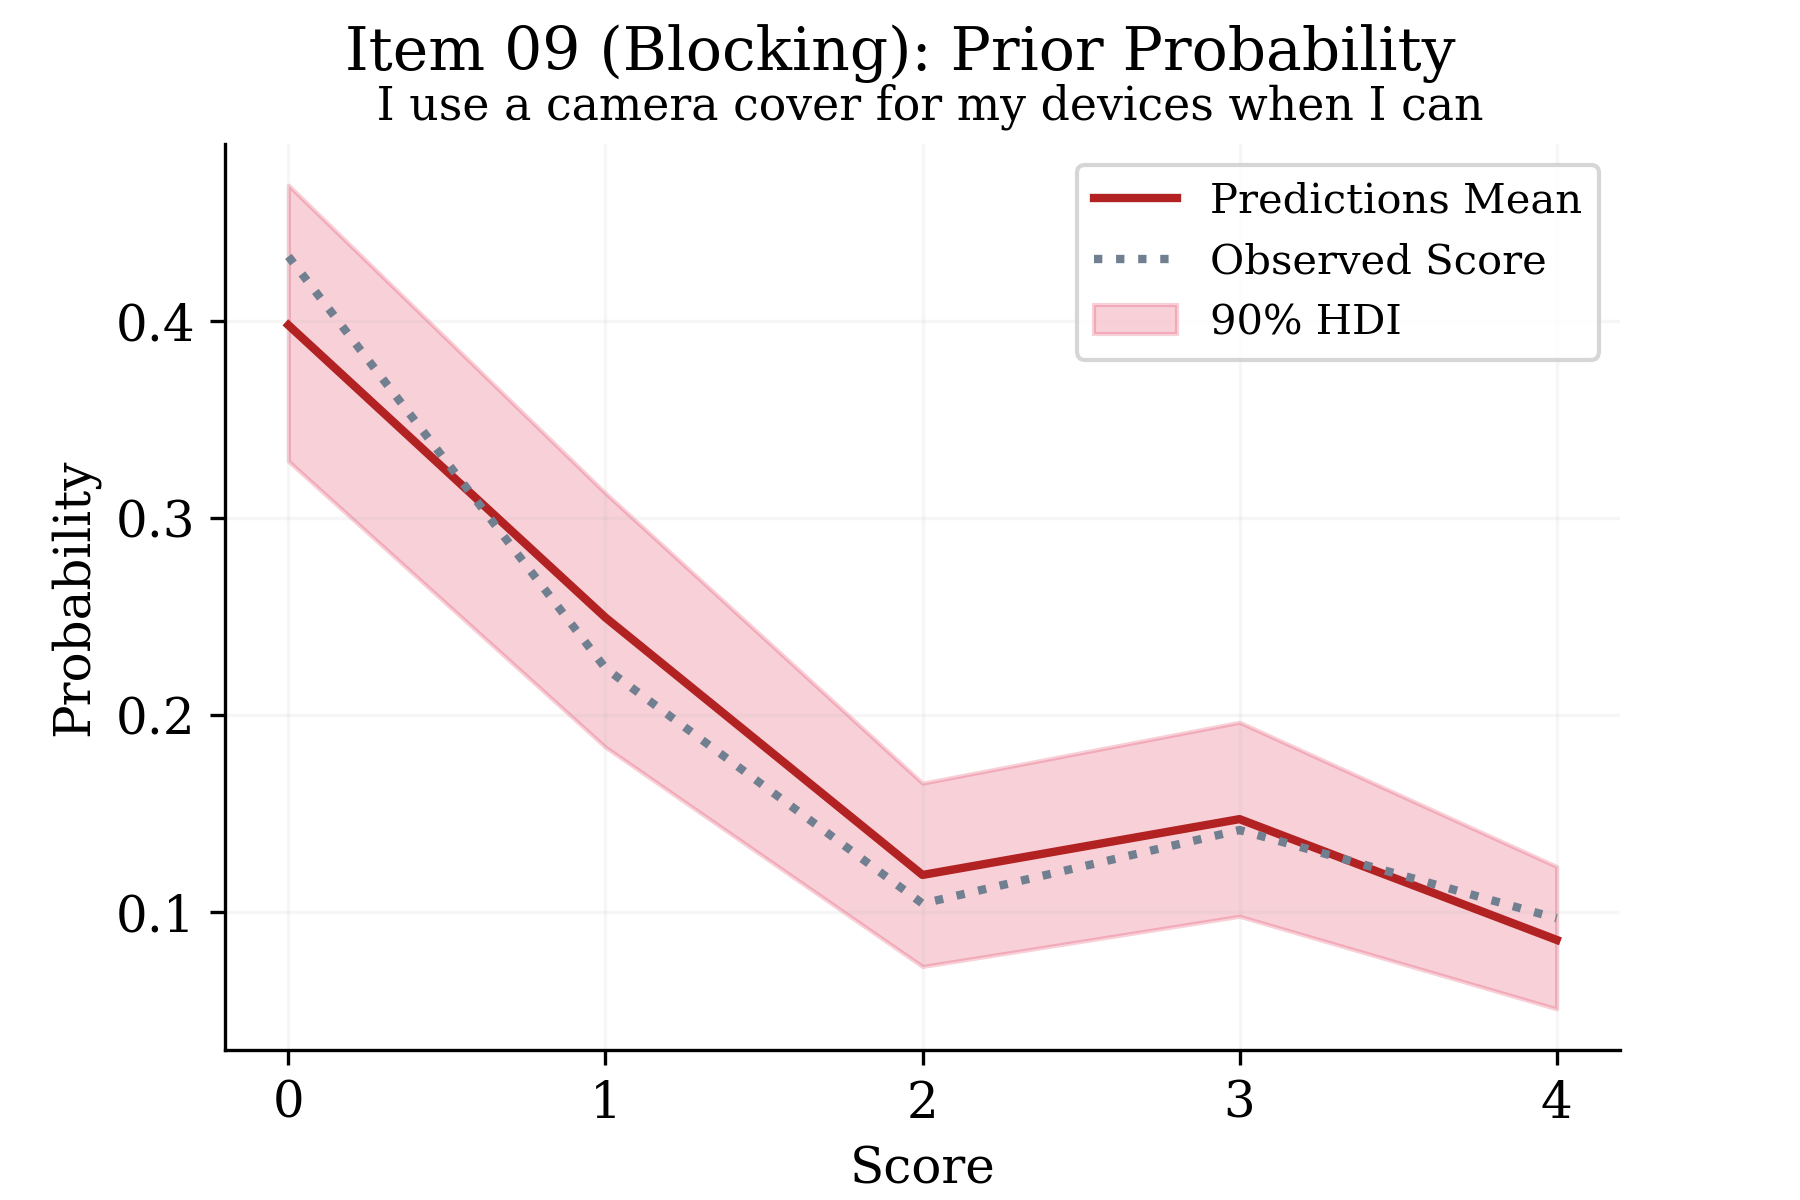 Item 09 (Blocking): Prior Probability
I use a camera cover for my devices when I can
Predictions Mean
Observed Score
90% HDI
Probability
0.4
0.3
0.2
0.1
0 1 2 3 4
Score